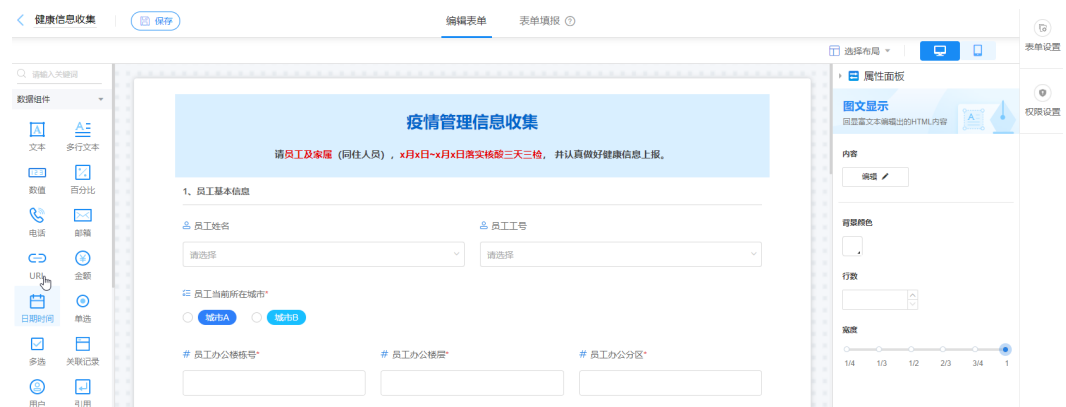 健康信息收集
保存
编辑表单
表单填报
选择布局
表单设置
权限设置
请输入关键词
数据组件
文本
多行文本
数值
百分比
电话
邮箱
URL
金额
日期时间
单选
多选
关联记录
用户
引用
疫情管理信息收集
请员工及家属（同住人员），x月x日~x月x日落实核酸三天三检， 并认真做好健康信息上报。
1、员工基本信息
员工姓名
员工工号
请选择
请选择
员工当前所在城市*
城市A
城市B
# 员工办公楼栋号*
# 员工办公楼层*
# 员工办公分区*
属性面板
图文显示
回显富文本编辑出的HTML内容
内容
编辑
背景颜色
行数
宽度
1/4 1/3 1/2 2/3 3/4 1